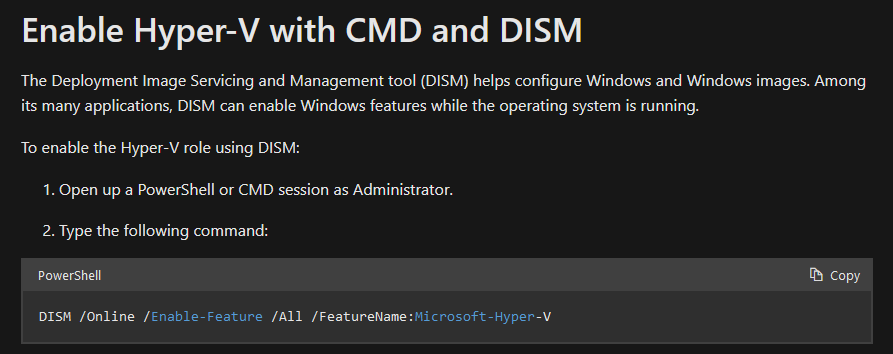 Enable Hyper-V with CMD and DISM
The Deployment Image Servicing and Management tool (DISM) helps configure Windows and Windows images. Among
its many applications, DISM can enable Windows features while the operating system is running.
To enable the Hyper-V role using DISM:
1. Open up a PowerShell or CMD session as Administrator.
2. Type the following command:
PowerShell Copy
DISM /Online /Enable-Feature /All /FeatureName:Microsoft-Hyper-V